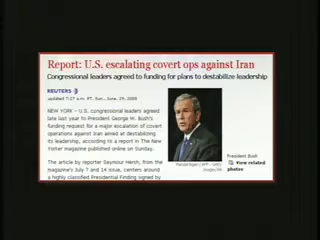 Report: U.S. escalating covert ops against Iran
Congressional leaders agreed to funding for plans to destabilize leadership
REUTERS
updated 7:27 a.m. PT, Sun., June. 29, 2008
NEW YORK - U.S. congressional leaders agreed
late last year to President George W. Bush's
funding request for a major escalation of covert
operations against Iran aimed at destabilizing
its leadership, according to a report in The New
Yorker magazine published online on Sunday.
The article by reporter Seymour Hersh, from the
magazine's July 7 and 14 issue, centers around
a highly classified Presidential Finding signed by
President Bush
View related
photos